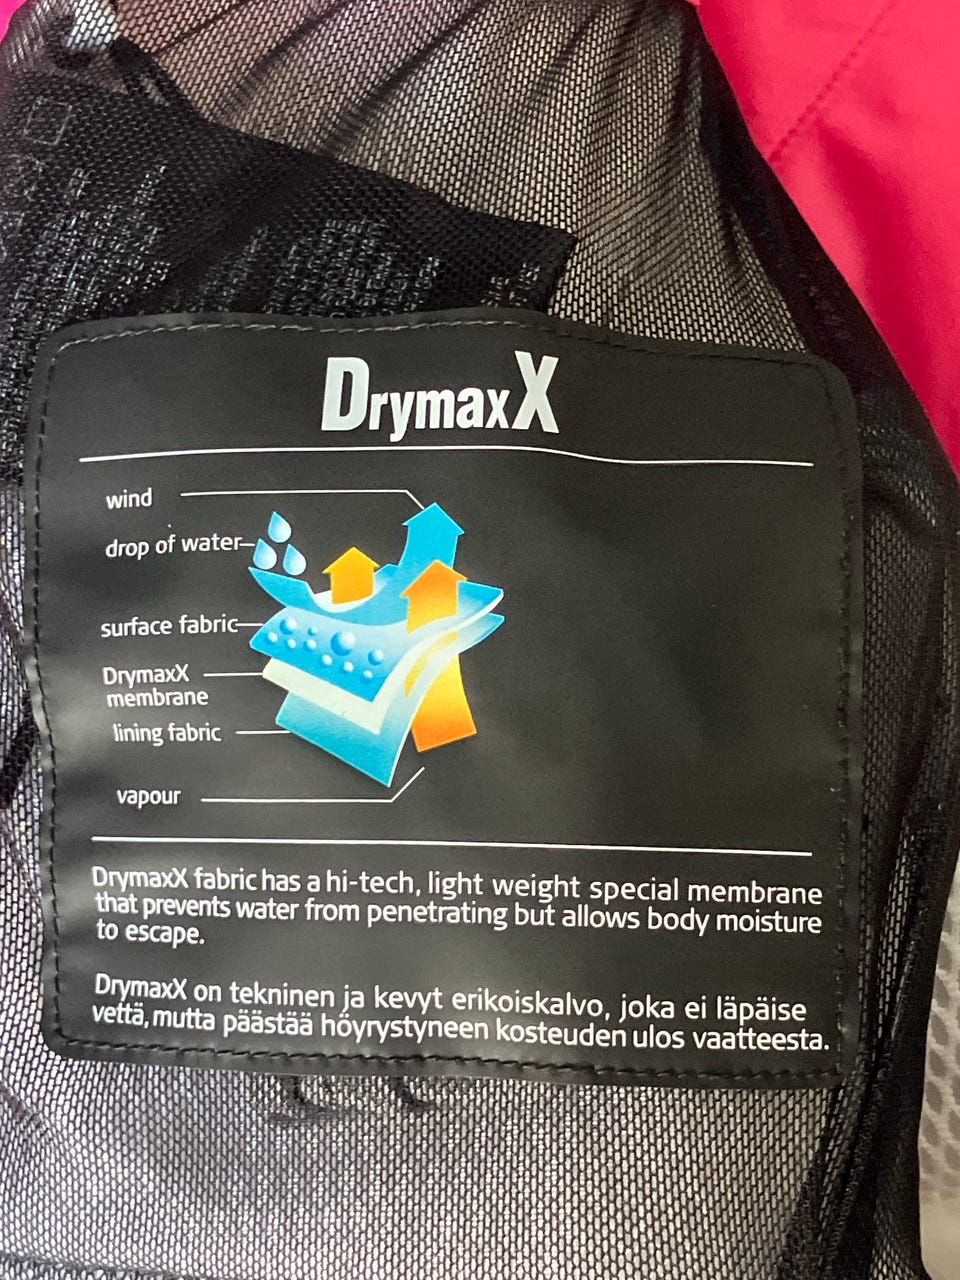 DrymaxX
wind
drop of water
surface fabric
DrymaxX
membrane
lining fabric
vapour
DrymaxX fabric has a hi-tech, light weight special membrane
that prevents water from penetrating but allows body moisture
to escape.
DrymaxX on tekninen ja kevyt erikoiskalvo, joka ei läpäise
vettä, mutta päästää höyrystyneen kosteuden ulos vaatteesta.